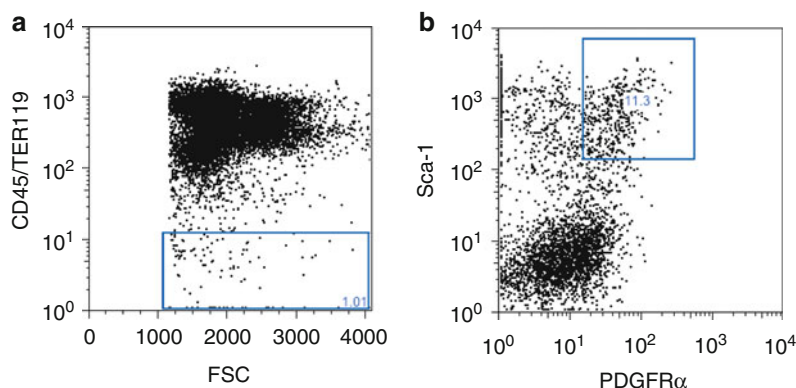 a
CD45/TER119
10⁴
10³
10²
10¹
10⁰
1.01
0 1000 2000 3000 4000
FSC
b
Sca-1
10⁴
10³
10²
10¹
10⁰
11.3
10⁰ 10¹ 10² 10³ 10⁴
PDGFRα